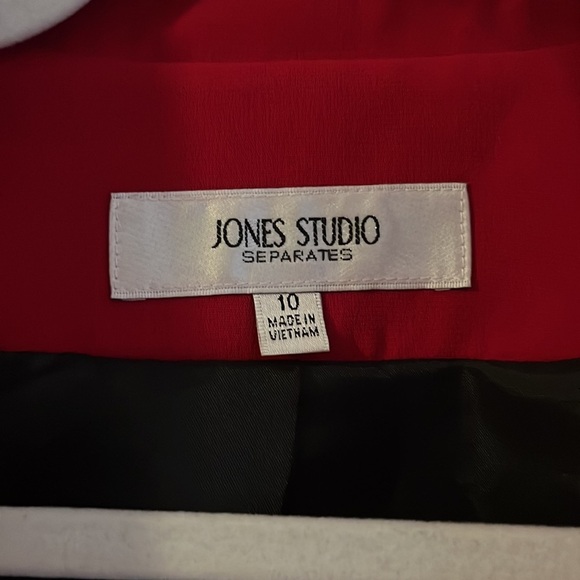 JONES STUDIO
SEPARATES
10
MADE IN
VIETNAM